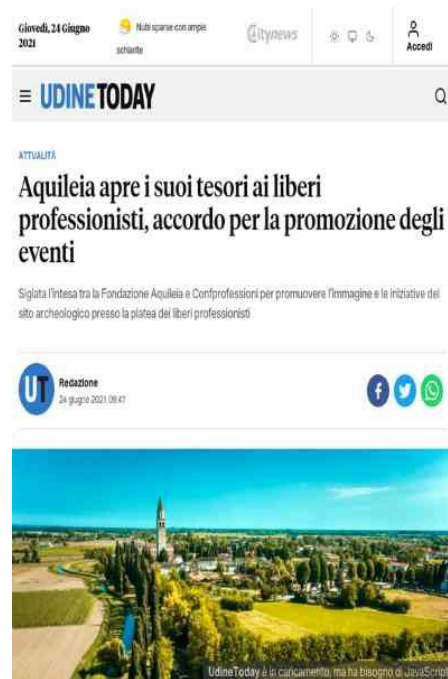 Giovedì, 24 Giugno
2021
Nubi sparse con ampie
schiarite
Citynews
Accedi
UDINETODAY
ATTUALITÀ
Aquileia apre i suoi tesori ai liberi
professionisti, accordo per la promozione degli
eventi
Siglata l'intesa tra la Fondazione Aquileia e Confprofessioni per promuovere l'immagine e le iniziative del
sito archeologico presso la platea dei liberi professionisti
UT
Redazione
24 giugno 2021 09:47
UdineToday è in caricamento, ma ha bisogno di JavaScript